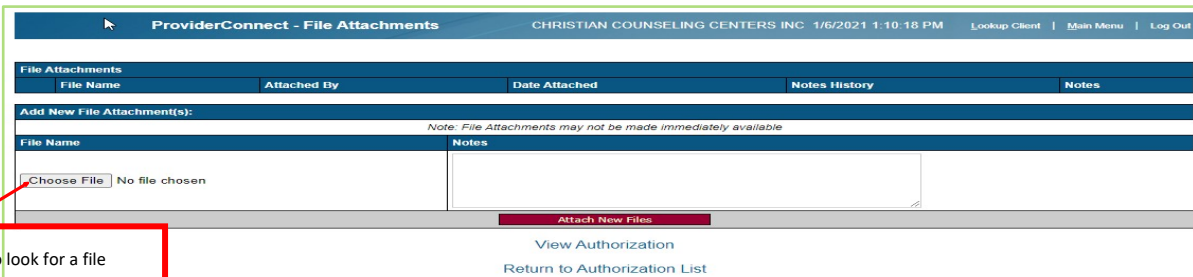 ProviderConnect - File Attachments CHRISTIAN COUNSELING CENTERS INC 1/6/2021 1:10:18 PM Lookup Client | Main Menu | Log Out
File Attachments
File Name Attached By Date Attached Notes History Notes
Add New File Attachment(s):
Note: File Attachments may not be made immediately available
File Name Notes
Choose File No file chosen
Attach New Files
View Authorization
Return to Authorization List
look for a file